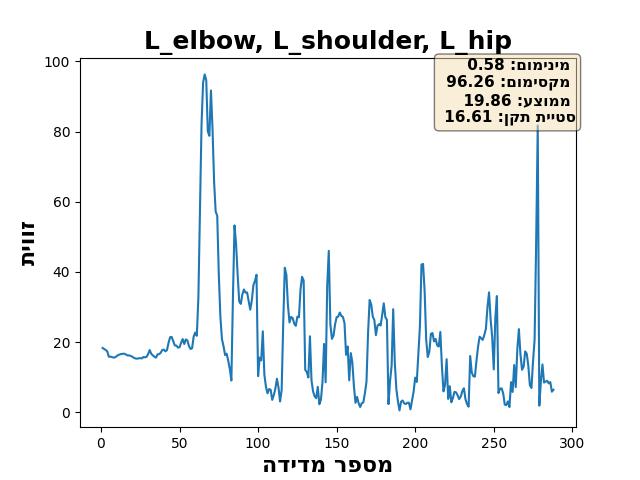 L_elbow, L_shoulder, L_hip
מינימום: 0.58
מקסימום: 96.26
ממוצע: 19.86
סטיית תקן: 16.61
100
80
60
40
20
0
זווית
0 50 100 150 200 250 300
מספר מדידה